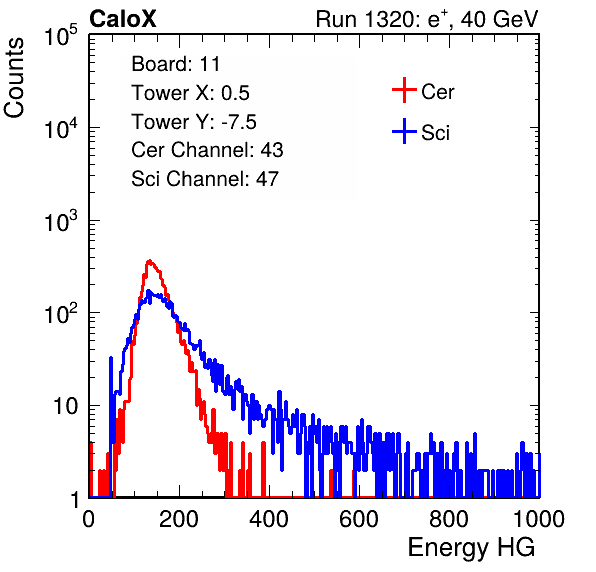 CaloX Run 1320: e⁺, 40 GeV
Counts
10⁵
10⁴
10³
10²
10
1
Board: 11
Tower X: 0.5
Tower Y: -7.5
Cer Channel: 43
Sci Channel: 47
Cer
Sci
0 200 400 600 800 1000
Energy HG